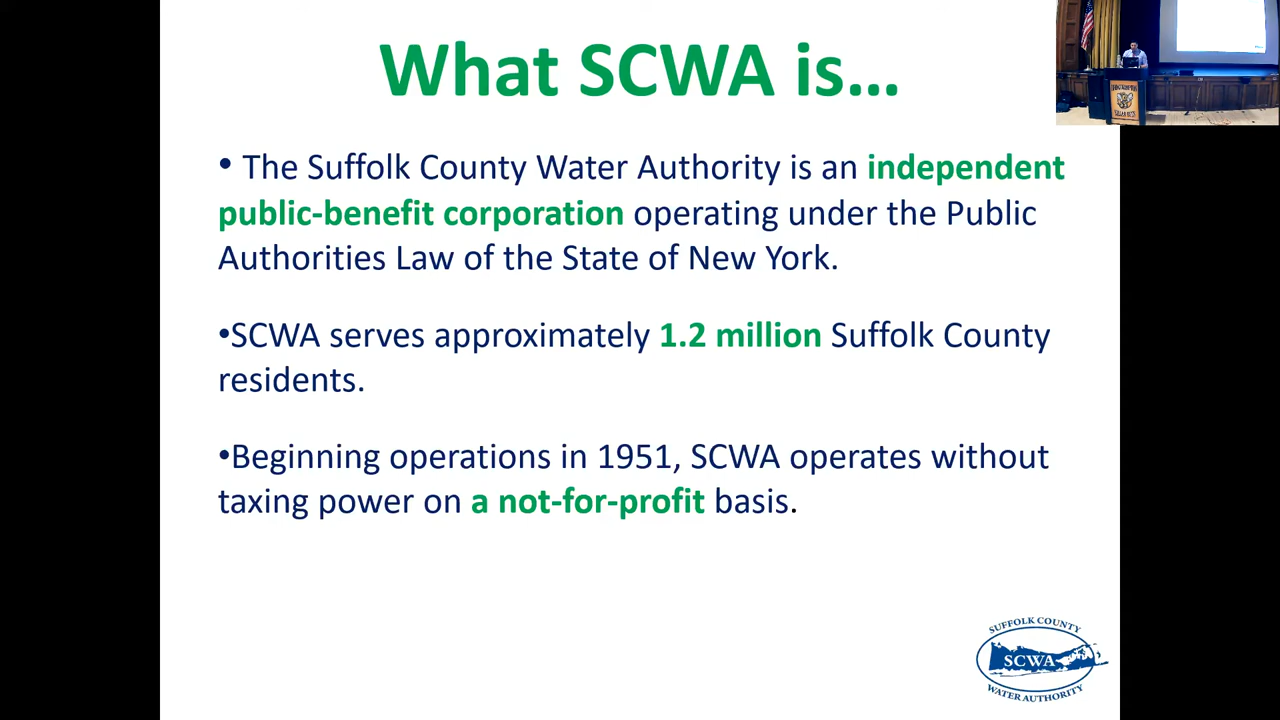 What SCWA is...
• The Suffolk County Water Authority is an independent
public-benefit corporation operating under the Public
Authorities Law of the State of New York.
•SCWA serves approximately 1.2 million Suffolk County
residents.
•Beginning operations in 1951, SCWA operates without
taxing power on a not-for-profit basis.
SUFFOLK COUNTY
SCWA
WATER AUTHORITY